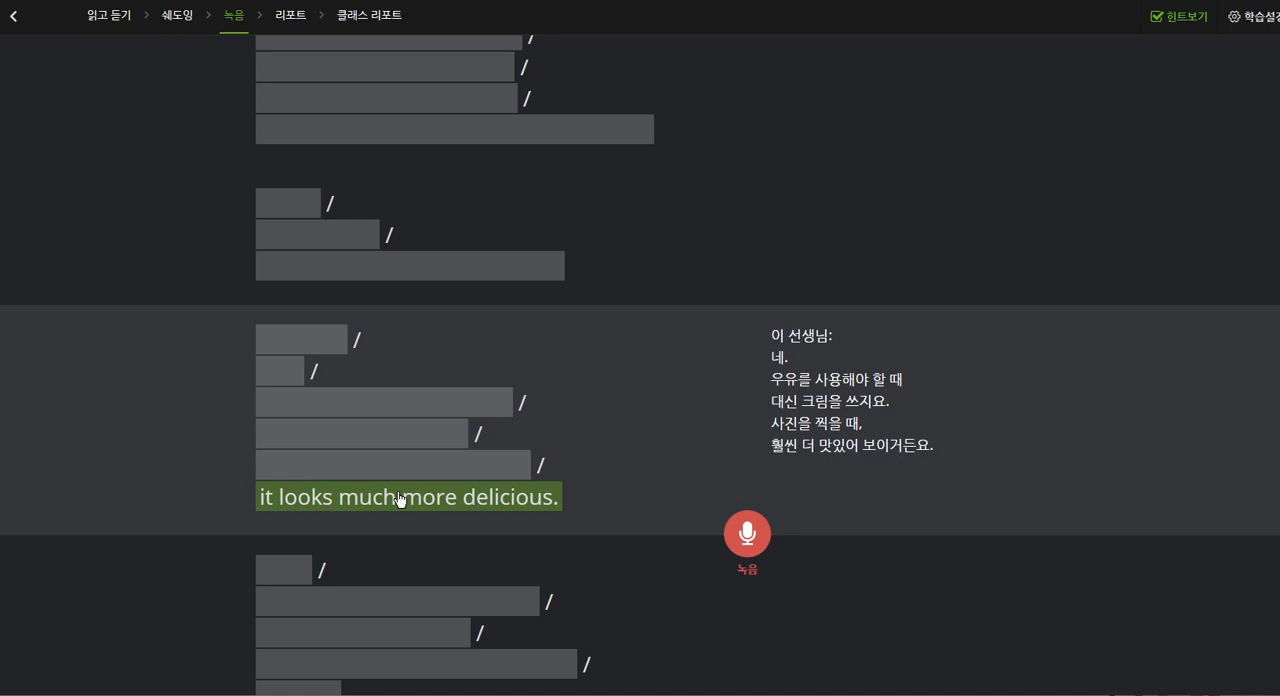 읽고 듣기 > 쉐도잉 > 녹음 > 리포트 > 클래스 리포트
힌트보기
학습설정
/
/
/
/
/
/
/
이 선생님:
/
네.
/
우유를 사용해야 할 때
/
대신 크림을 쓰지요.
/
사진을 찍을 때,
it looks much more delicious.
훨씬 더 맛있어 보이거든요.
녹음
/
/
/
/